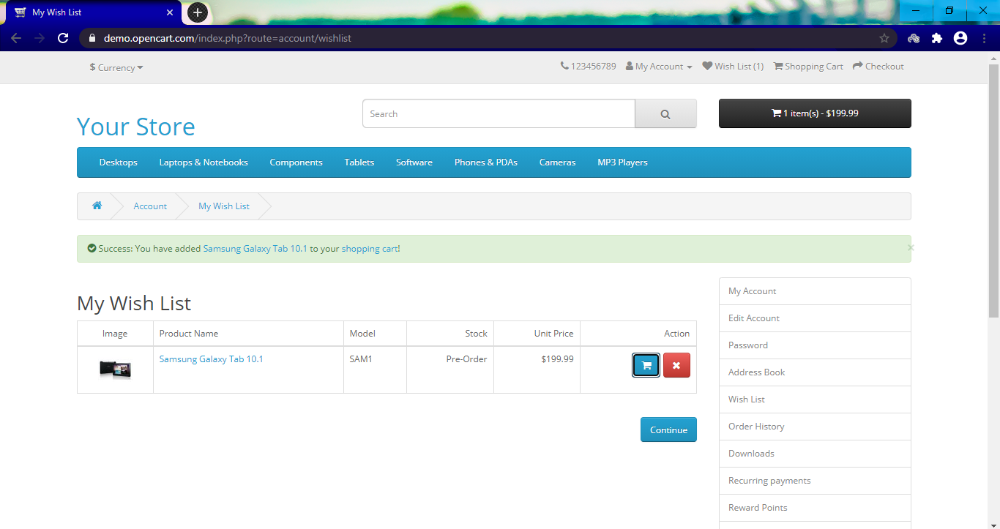 My Wish List
demo.opencart.com/index.php?route=account/wishlist
$ Currency 123456789 My Account Wish List (1) Shopping Cart Checkout
Your Store
Search
1 item(s) - $199.99
Desktops Laptops & Notebooks Components Tablets Software Phones & PDAs Cameras MP3 Players
Account My Wish List
Success: You have added Samsung Galaxy Tab 10.1 to your shopping cart!
My Wish List
Image Product Name Model Stock Unit Price Action
Samsung Galaxy Tab 10.1 SAM1 Pre-Order $199.99
Continue
My Account
Edit Account
Password
Address Book
Wish List
Order History
Downloads
Recurring payments
Reward Points